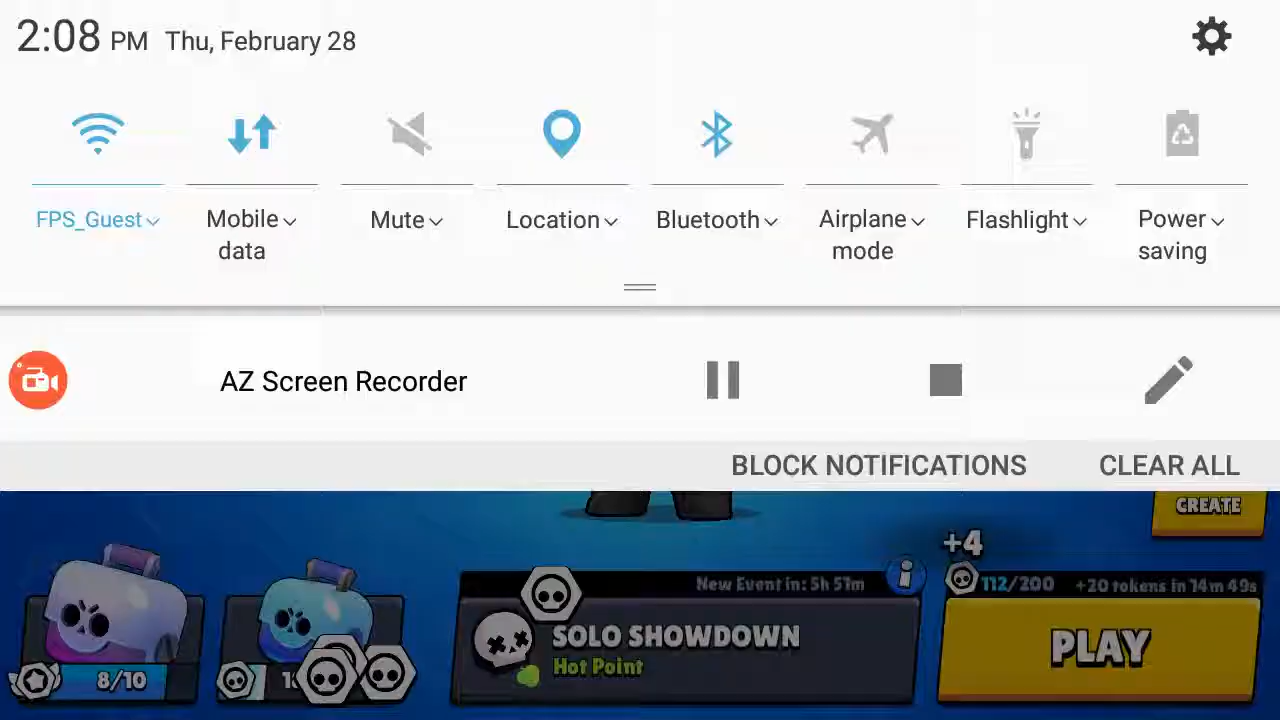 2:08 PM Thu, February 28
FPS_Guest
Mobile data
Mute
Location
Bluetooth
Airplane mode
Flashlight
Power saving
AZ Screen Recorder
BLOCK NOTIFICATIONS CLEAR ALL
CREATE
+4
New Event in: 5h 51m
112/200 +20 tokens in 14m 49s
SOLO SHOWDOWN
Hot Point
PLAY
8/10